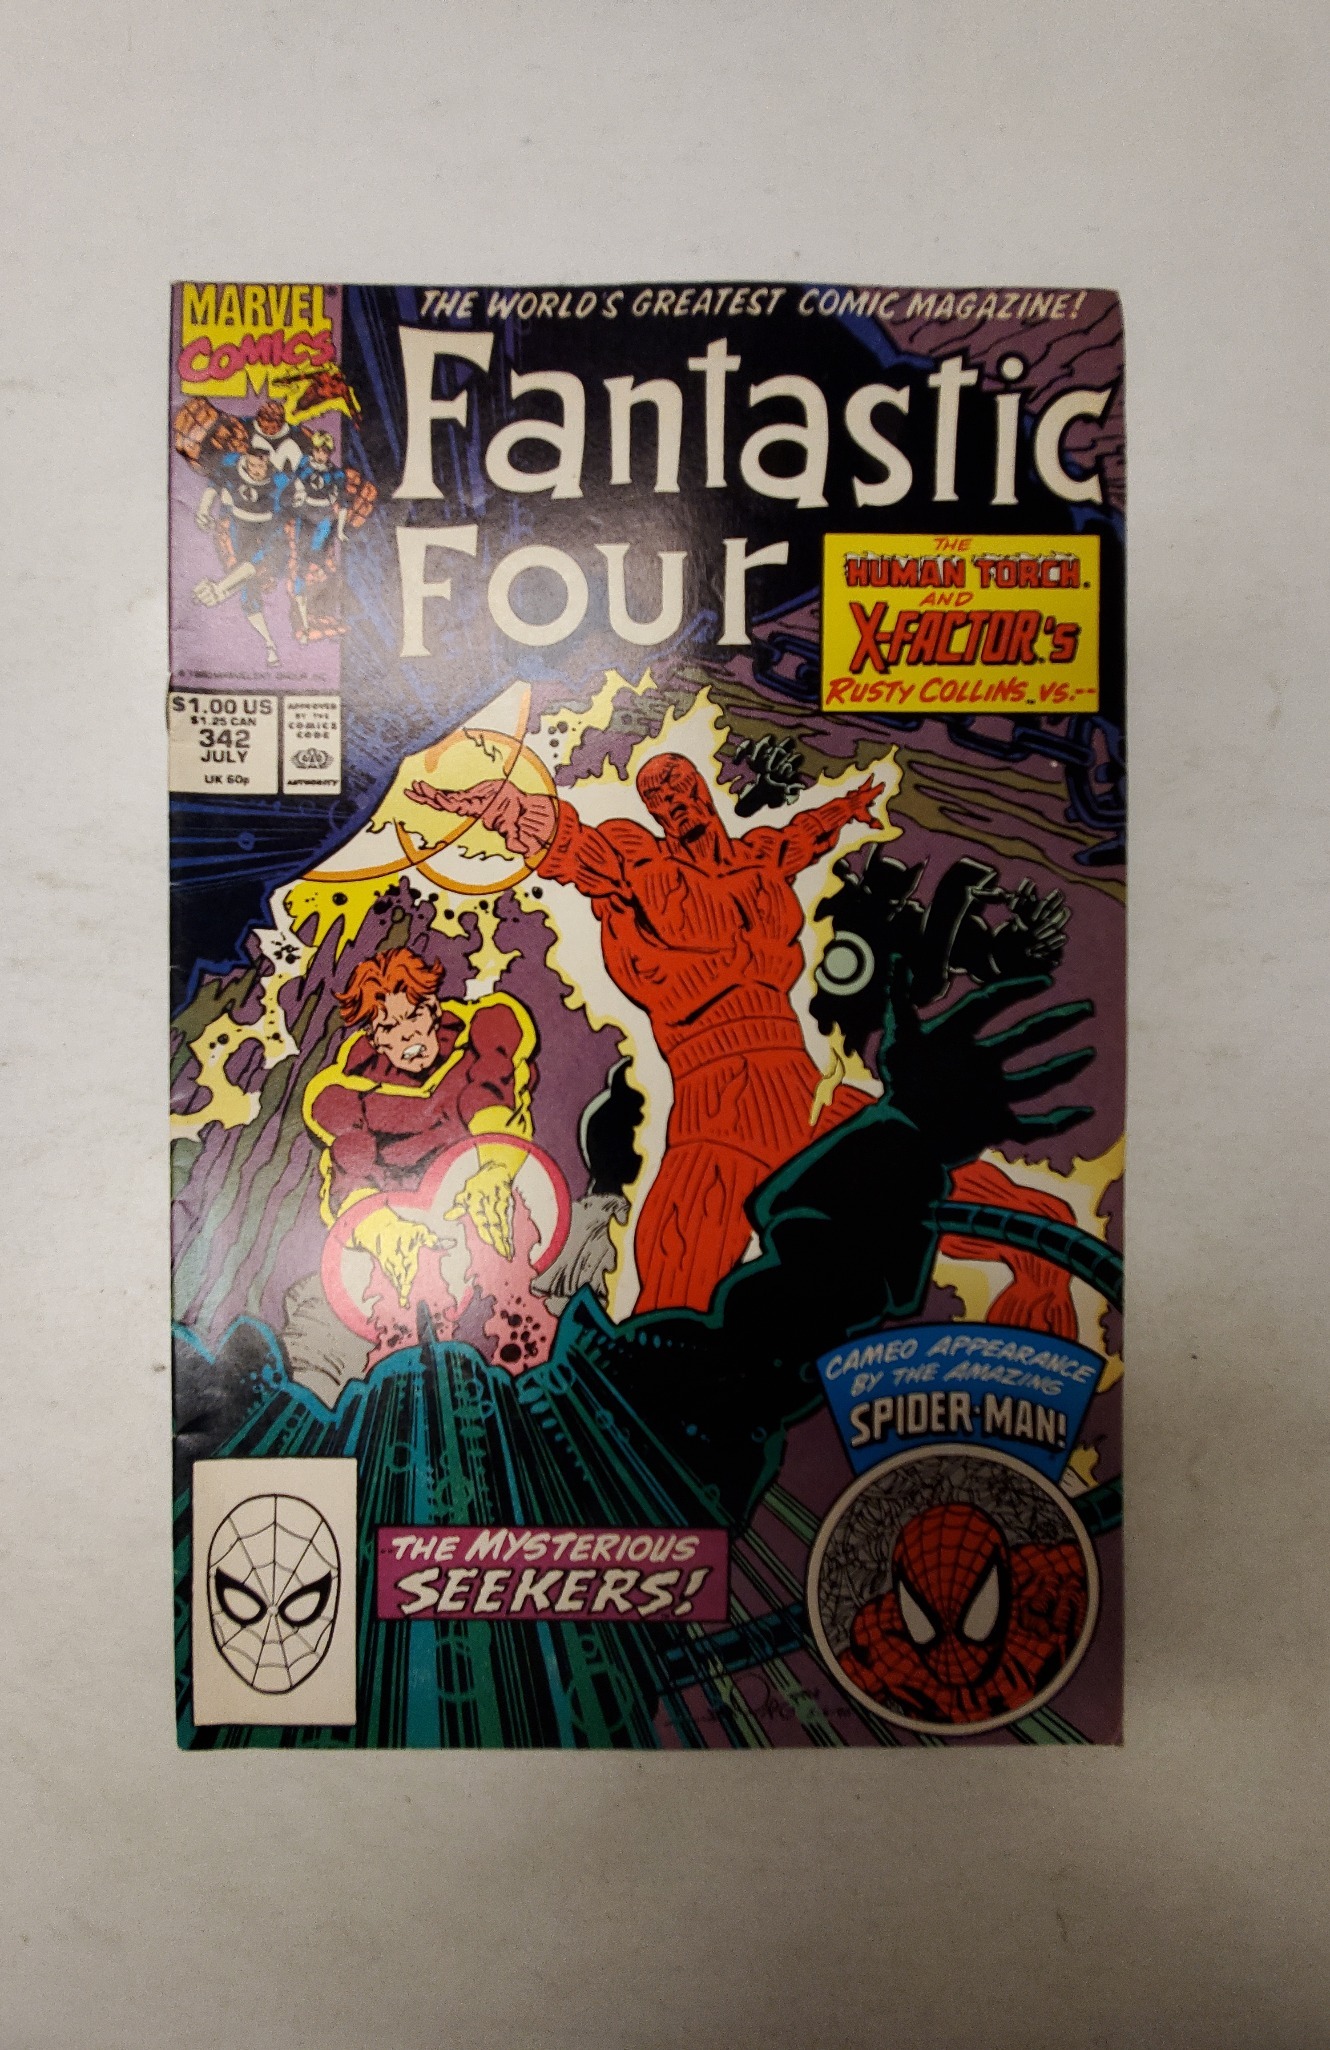 MARVEL
COMICS
THE WORLD'S GREATEST COMIC MAGAZINE!
Fantastic
Four
4
4
$1.00 US
$1.25 CAN
342
JULY
UK 60p
APPROVED
BY THE
COMICS
CODE
AUTHORITY
THE
HUMAN TORCH.
AND
X-FACTOR.'s
RUSTY COLLINS.. VS.--
CAMEO APPEARANCE
BY THE AMAZING
SPIDER-MAN!
--THE MYSTERIOUS
SEEKERS!